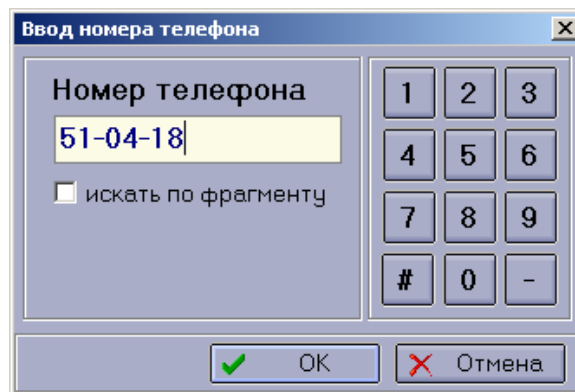 Ввод номера телефона
Номер телефона
51-04-18
искать по фрагменту
1 2 3
4 5 6
7 8 9
# 0 -
OK Отмена